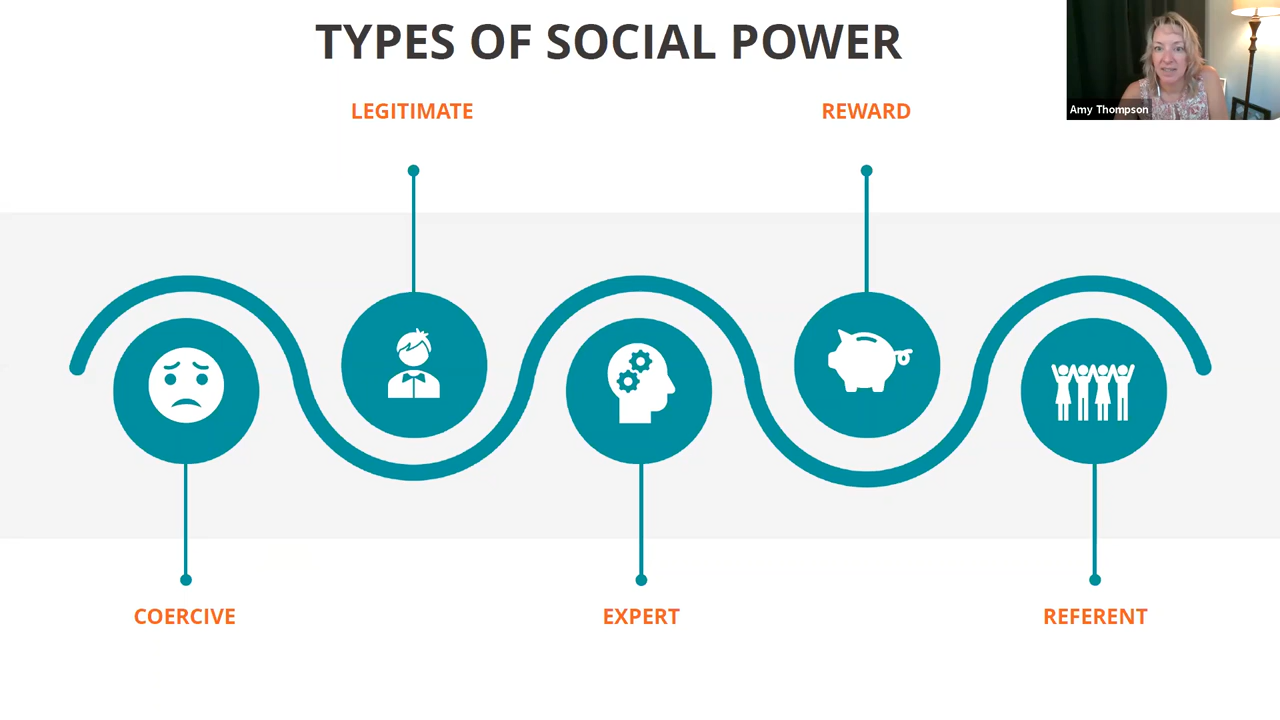 TYPES OF SOCIAL POWER
Amy Thompson
LEGITIMATE
REWARD
COERCIVE
EXPERT
REFERENT